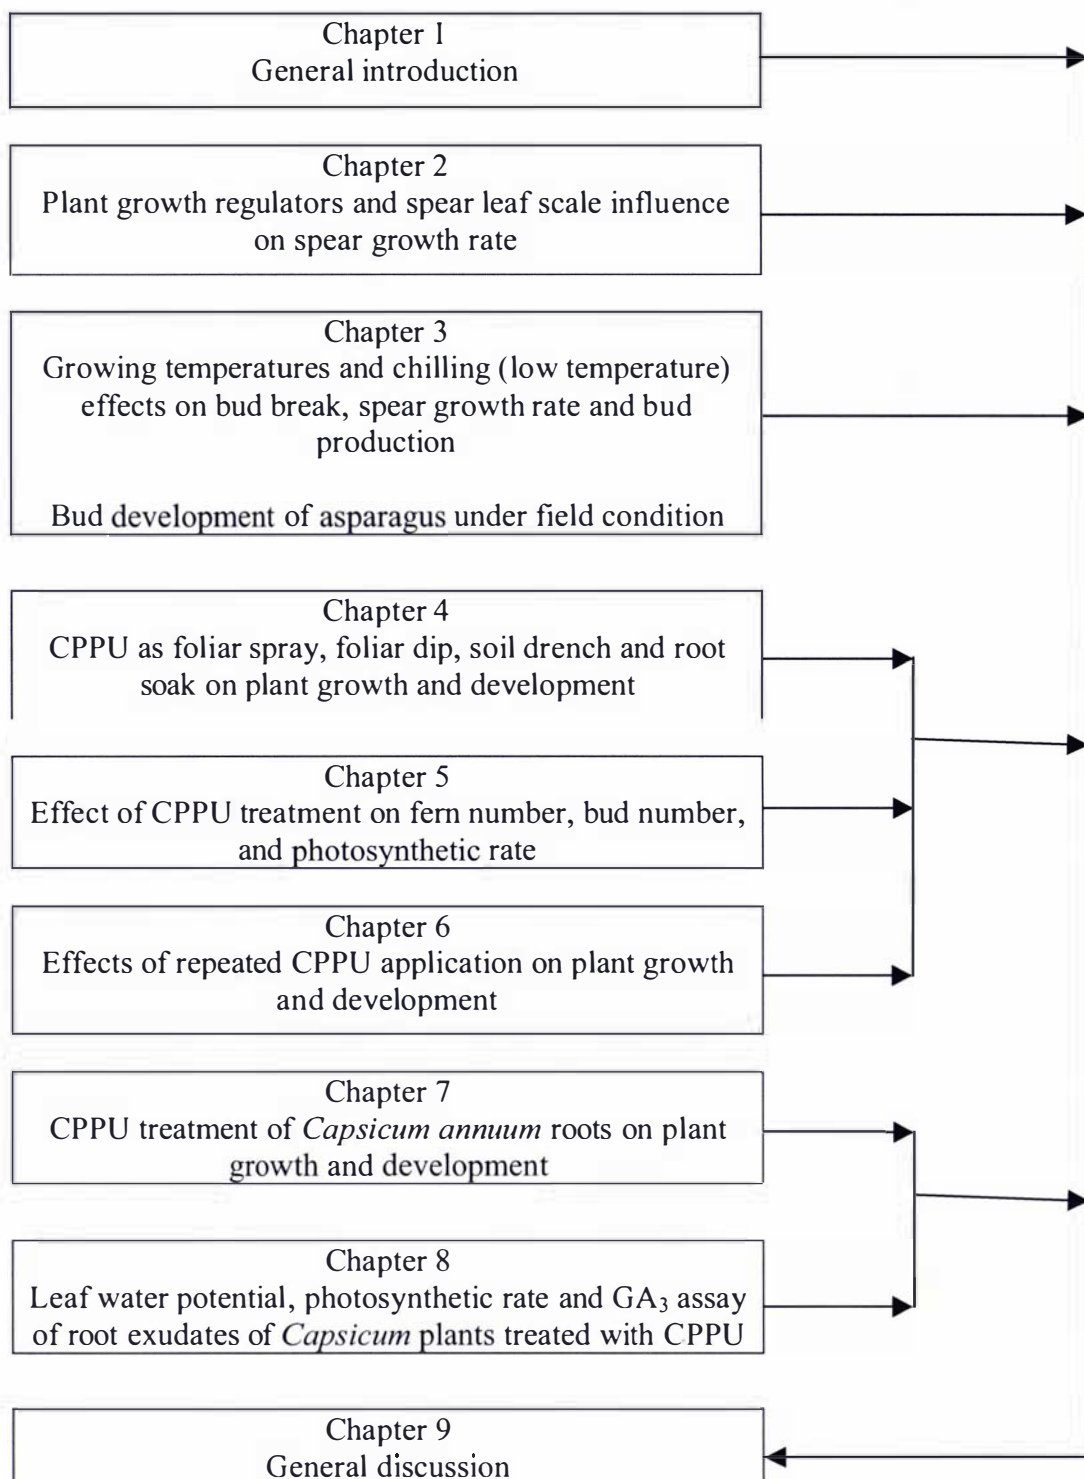 Chapter 1
General introduction
Chapter 2
Plant growth regulators and spear leaf scale influence
on spear growth rate
Chapter 3
Growing temperatures and chilling (low temperature)
effects on bud break, spear growth rate and bud
production
Bud development of asparagus under field condition
Chapter 4
CPPU as foliar spray, foliar dip, soil drench and root
soak on plant growth and development
Chapter 5
Effect of CPPU treatment on fern number, bud number,
and photosynthetic rate
Chapter 6
Effects of repeated CPPU application on plant growth
and development
Chapter 7
CPPU treatment of Capsicum annuum roots on plant
growth and development
Chapter 8
Leaf water potential, photosynthetic rate and GA₃ assay
of root exudates of Capsicum plants treated with CPPU
Chapter 9
General discussion